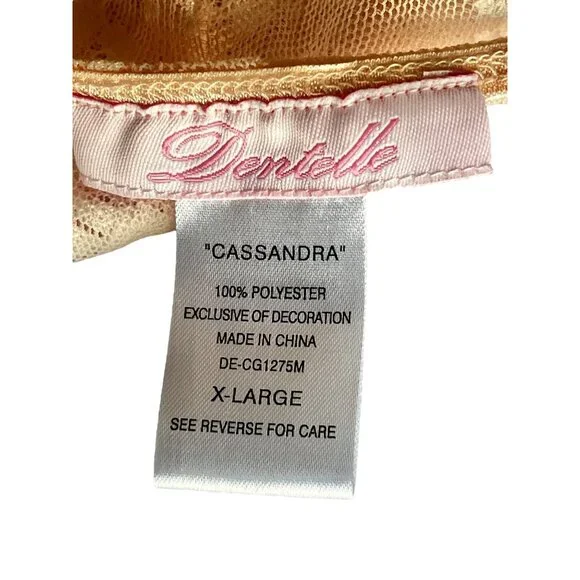 Dentelle
"CASSANDRA"
100% POLYESTER
EXCLUSIVE OF DECORATION
MADE IN CHINA
DE-CG1275M
X-LARGE
SEE REVERSE FOR CARE